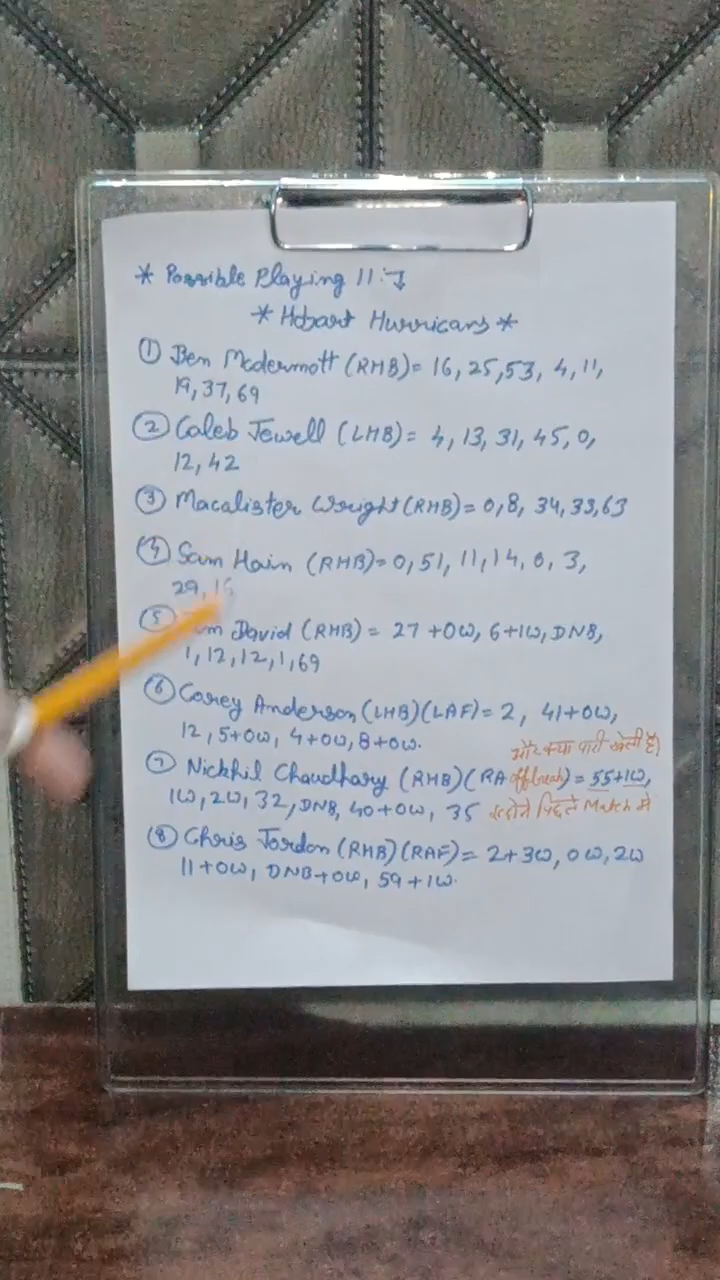 * Possible Playing 11:↴
* Hobart Hurricans *
① Ben Mcdermott (RHB) = 16, 25, 53, 4, 11,
19, 37, 69
② Caleb Jewell (LHB) = 4, 13, 31, 45, 0,
12, 42
③ Macalister Wright (RHB) = 0, 8, 34, 33, 63
④ Sam Hain (RHB) = 0, 51, 11, 14, 0, 3,
29, 16
⑤ David (RHB) = 27 + 0W, 6+1W, DNB,
1, 12, 12, 1, 69
⑥ Corey Anderson (LHB) (LAF) = 2, 41+0W,
12, 5+0W, 4+0W, 8+0W.
और क्या पारी खेली है।
⑦ Nickhil Chaudhary (RHB) (RA offbreak) = 55+1W,
1W, 2W, 32, DNB, 40+0W, 35 इन्होंने पिछले Match मे
⑧ Chris Jordon (RHB) (RAF) = 2+3W, 0W, 2W
11+0W, DNB+0W, 59+1W.